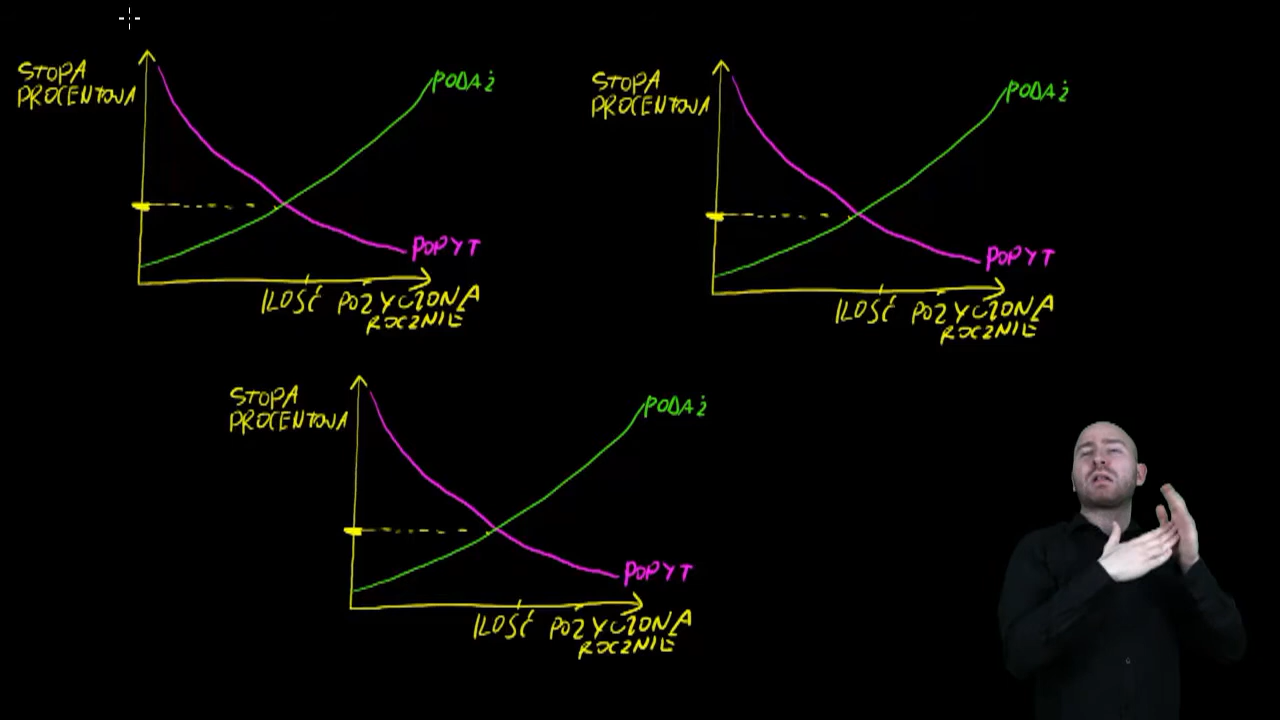 STOPA
PROCENTOWA
PODAŻ
POPYT
ILOŚĆ POŻYCZONA
ROCZNIE
STOPA
PROCENTOWA
PODAŻ
POPYT
ILOŚĆ POŻYCZONA
ROCZNIE
STOPA
PROCENTOWA
PODAŻ
POPYT
ILOŚĆ POŻYCZONA
ROCZNIE